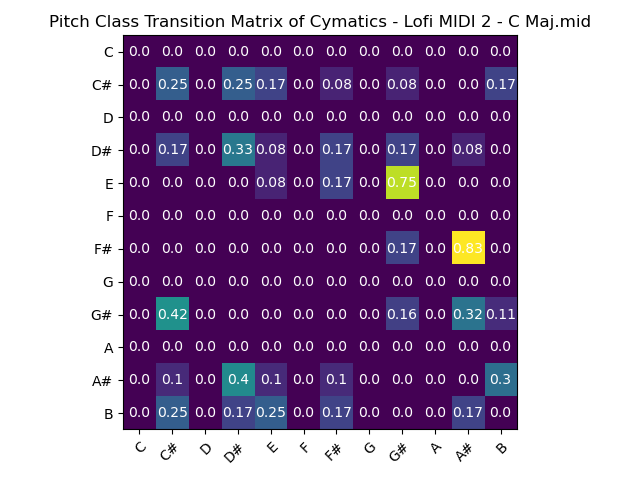 Pitch Class Transition Matrix of Cymatics - Lofi MIDI 2 - C Maj.mid
C 0.0 0.0 0.0 0.0 0.0 0.0 0.0 0.0 0.0 0.0 0.0 0.0
C# 0.0 0.25 0.0 0.25 0.17 0.0 0.08 0.0 0.08 0.0 0.0 0.17
D 0.0 0.0 0.0 0.0 0.0 0.0 0.0 0.0 0.0 0.0 0.0 0.0
D# 0.0 0.17 0.0 0.33 0.08 0.0 0.17 0.0 0.17 0.0 0.08 0.0
E 0.0 0.0 0.0 0.0 0.08 0.0 0.17 0.0 0.75 0.0 0.0 0.0
F 0.0 0.0 0.0 0.0 0.0 0.0 0.0 0.0 0.0 0.0 0.0 0.0
F# 0.0 0.0 0.0 0.0 0.0 0.0 0.0 0.0 0.17 0.0 0.83 0.0
G 0.0 0.0 0.0 0.0 0.0 0.0 0.0 0.0 0.0 0.0 0.0 0.0
G# 0.0 0.42 0.0 0.0 0.0 0.0 0.0 0.0 0.16 0.0 0.32 0.11
A 0.0 0.0 0.0 0.0 0.0 0.0 0.0 0.0 0.0 0.0 0.0 0.0
A# 0.0 0.1 0.0 0.4 0.1 0.0 0.1 0.0 0.0 0.0 0.0 0.3
B 0.0 0.25 0.0 0.17 0.25 0.0 0.17 0.0 0.0 0.0 0.17 0.0
C C# D D# E F F# G G# A A# B